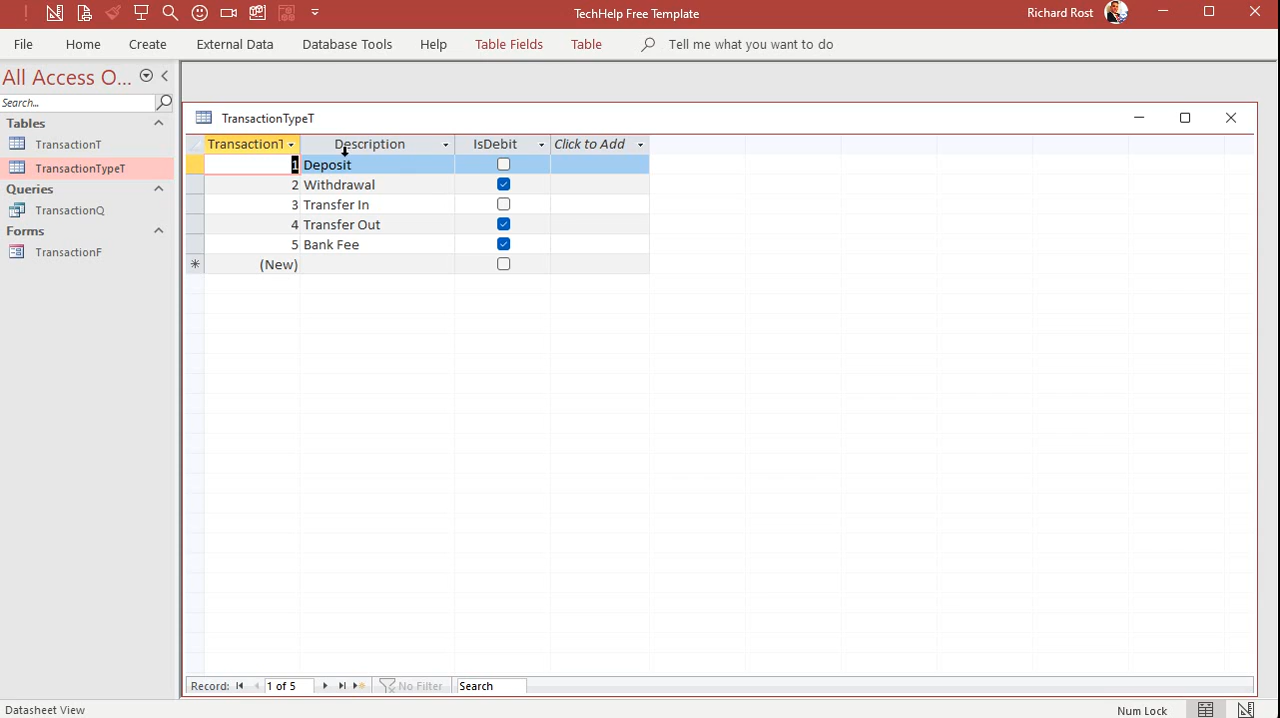 TechHelp Free Template
Richard Rost
File Home Create External Data Database Tools Help Table Fields Table Tell me what you want to do
All Access O...
Search...
Tables
TransactionT
TransactionTypeT
Queries
TransactionQ
Forms
TransactionF
TransactionTypeT
TransactionT Description IsDebit Click to Add
1 Deposit
2 Withdrawal
3 Transfer In
4 Transfer Out
5 Bank Fee
(New)
Record: 1 of 5 No Filter Search
Datasheet View
Num Lock